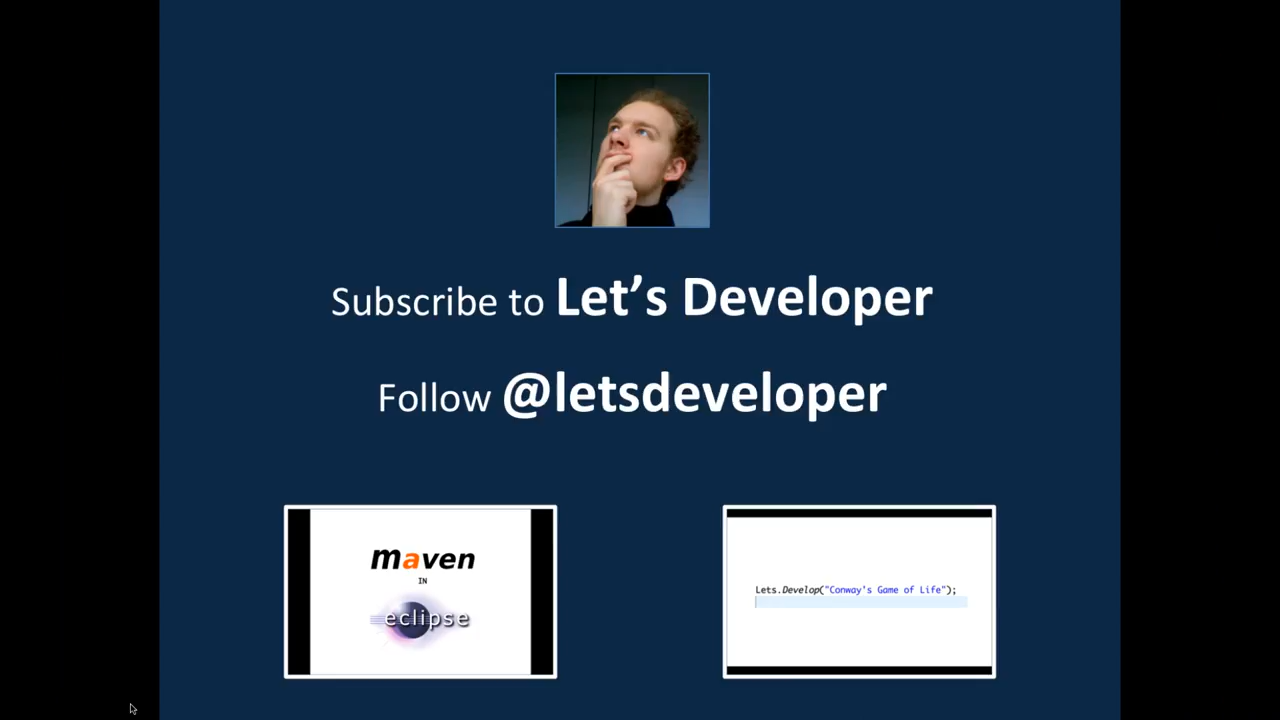 Subscribe to Let’s Developer
Follow @letsdeveloper
maven
IN
eclipse
Lets.Develop("Conway's Game of Life");